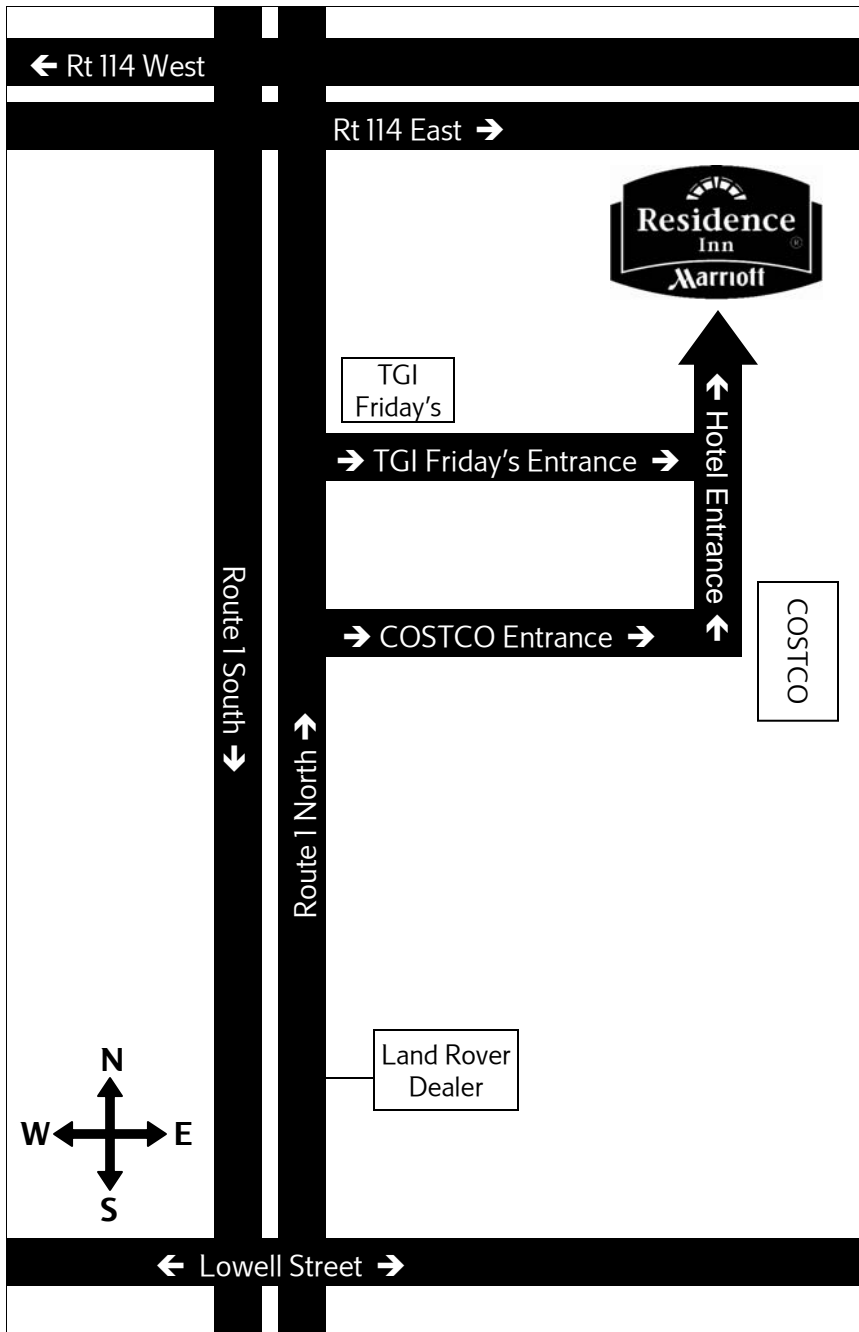 ← Rt 114 West
Rt 114 East →
Residence
Inn
®
Marriott
TGI
Friday's
→ TGI Friday's Entrance →
← Hotel Entrance ←
→ COSTCO Entrance →
COSTCO
Route 1 South →
Route 1 North →
Land Rover
Dealer
N
W
E
S
← Lowell Street →